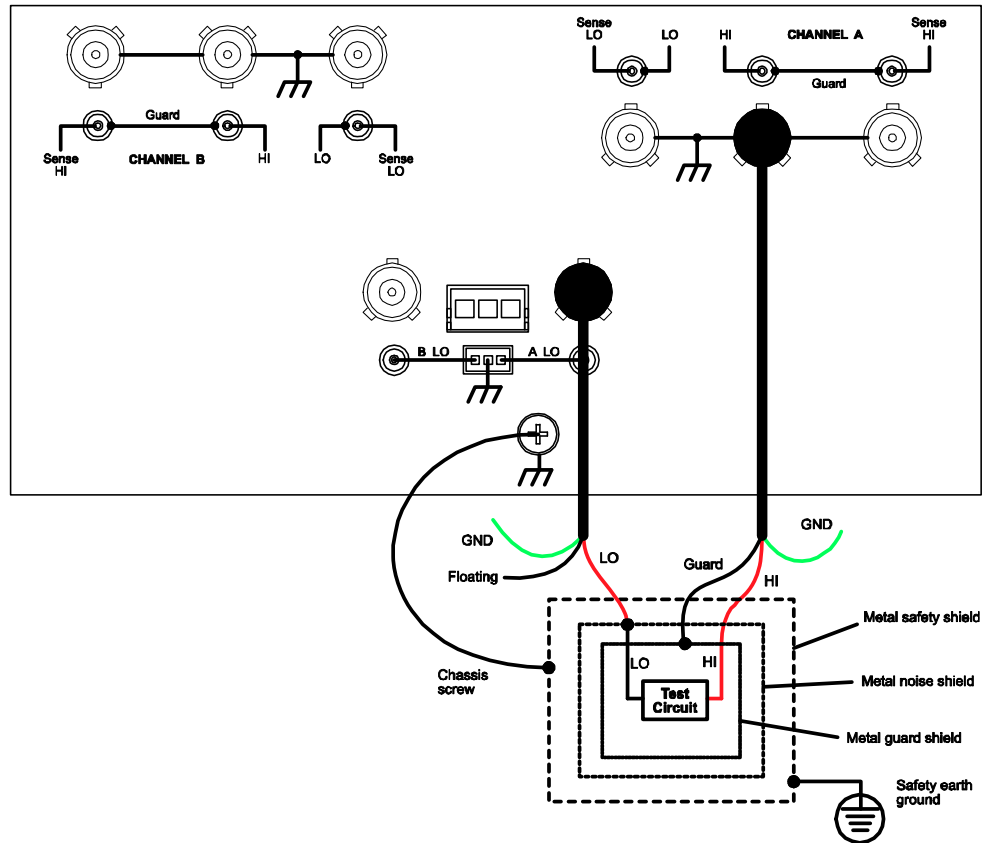 Sense
LO
LO
HI
CHANNEL A
Sense
HI
Guard
Guard
Sense
HI
CHANNEL B
HI
LO
Sense
LO
B LO
A LO
GND
LO
Floating
Guard
HI
GND
Metal safety shield
LO
HI
Chassis
screw
Test
Circuit
Metal noise shield
Metal guard shield
Safety earth
ground